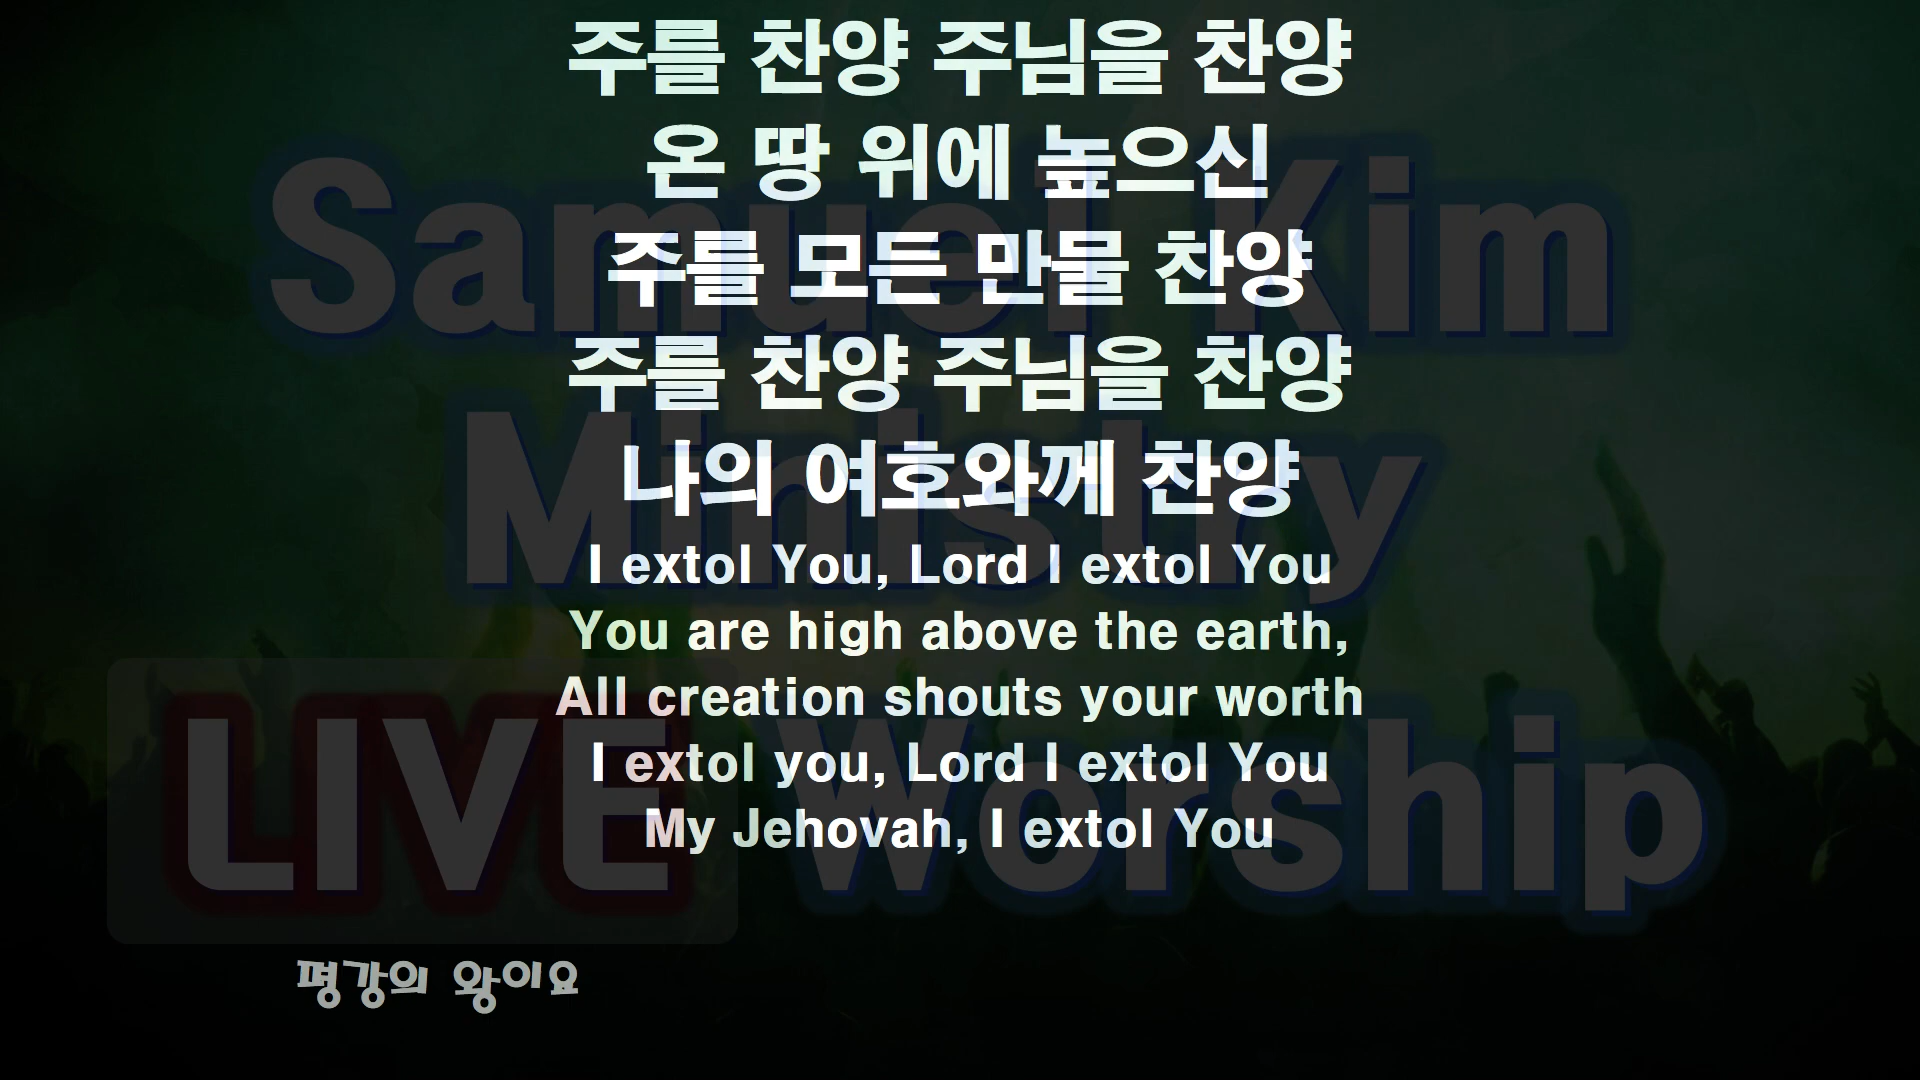 주를 찬양 주님을 찬양
온 땅 위에 높으신
주를 모든 만물 찬양
주를 찬양 주님을 찬양
나의 여호와께 찬양
I extol You, Lord I extol You
You are high above the earth,
All creation shouts your worth
I extol you, Lord I extol You
My Jehovah, I extol You
Samuel Kim
Ministry
LIVE Worship
평강의 왕이요